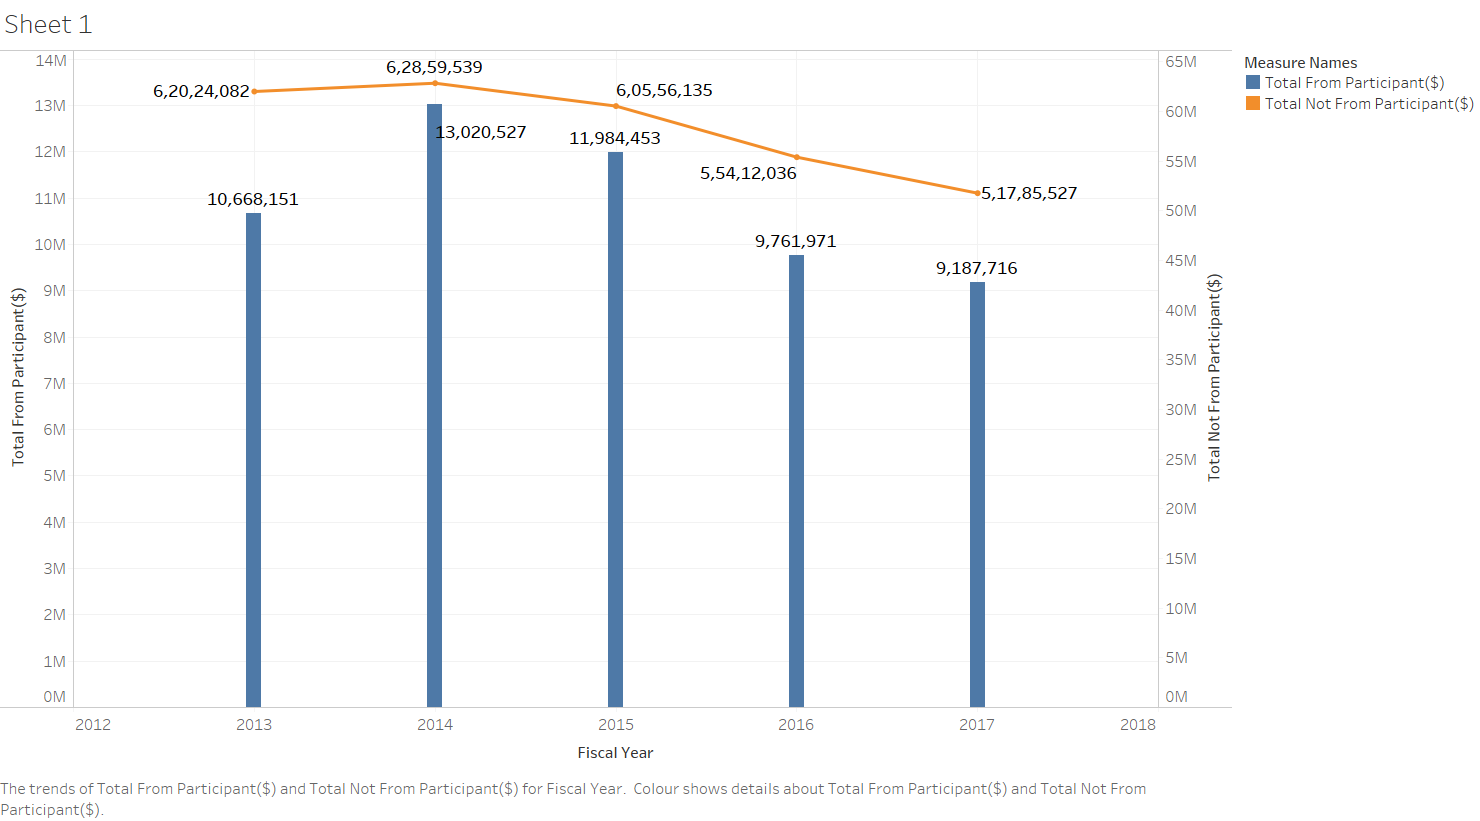 Sheet 1
14M
13M
12M
11M
10M
9M
8M
7M
6M
5M
4M
3M
2M
1M
0M
Total From Participant($)
6,20,24,082
6,28,59,539
6,05,56,135
5,54,12,036
5,17,85,527
10,668,151
13,020,527
11,984,453
9,761,971
9,187,716
65M
60M
55M
50M
45M
40M
35M
30M
25M
20M
15M
10M
5M
0M
Total Not From Participant($)
2012 2013 2014 2015 2016 2017 2018
Fiscal Year
Measure Names
Total From Participant($)
Total Not From Participant($)
The trends of Total From Participant($) and Total Not From Participant($) for Fiscal Year. Colour shows details about Total From Participant($) and Total Not From
Participant($).